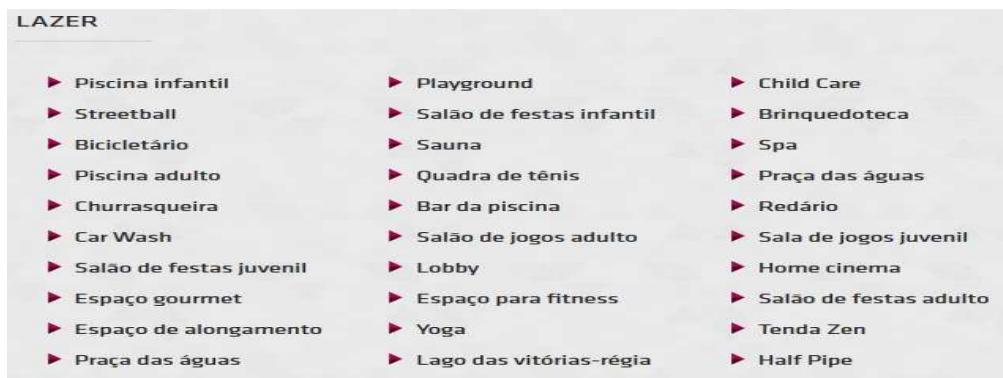 LAZER
Piscina infantil
Playground
Child Care
Streetball
Salão de festas infantil
Brinquedoteca
Bicicletário
Sauna
Spa
Piscina adulto
Quadra de tênis
Praça das águas
Churrasqueira
Bar da piscina
Redário
Car Wash
Salão de jogos adulto
Sala de jogos juvenil
Salão de festas juvenil
Lobby
Home cinema
Espaço gourmet
Espaço para fitness
Salão de festas adulto
Espaço de alongamento
Yoga
Tenda Zen
Praça das águas
Lago das vitórias-régia
Half Pipe